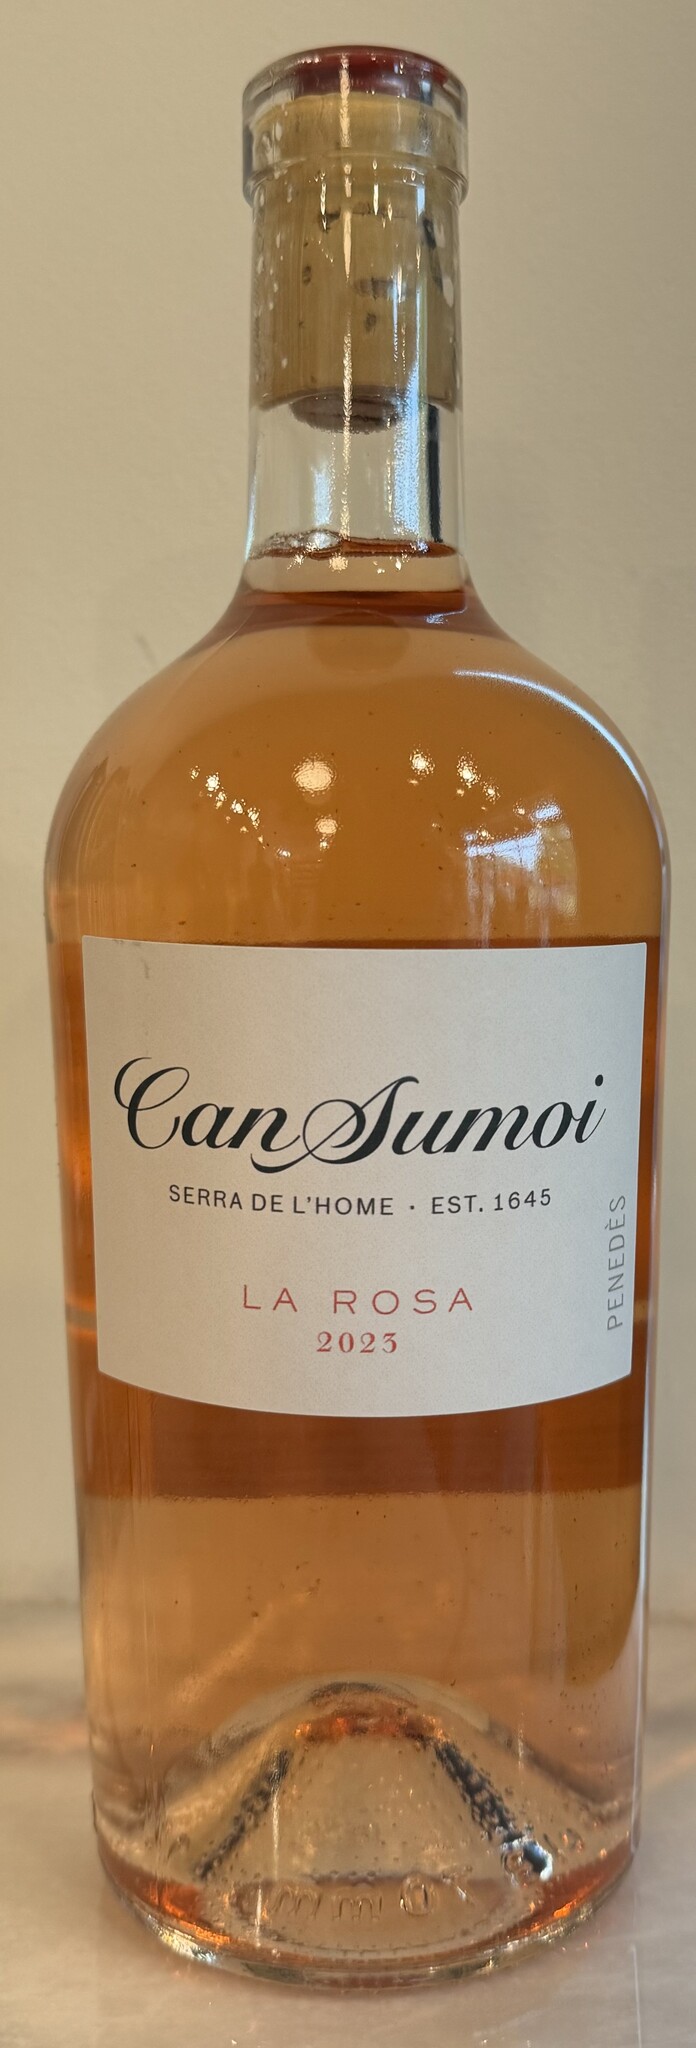 Can Sumoi
SERRA DE L'HOME · EST. 1645
LA ROSA
2023
PENEDÈS